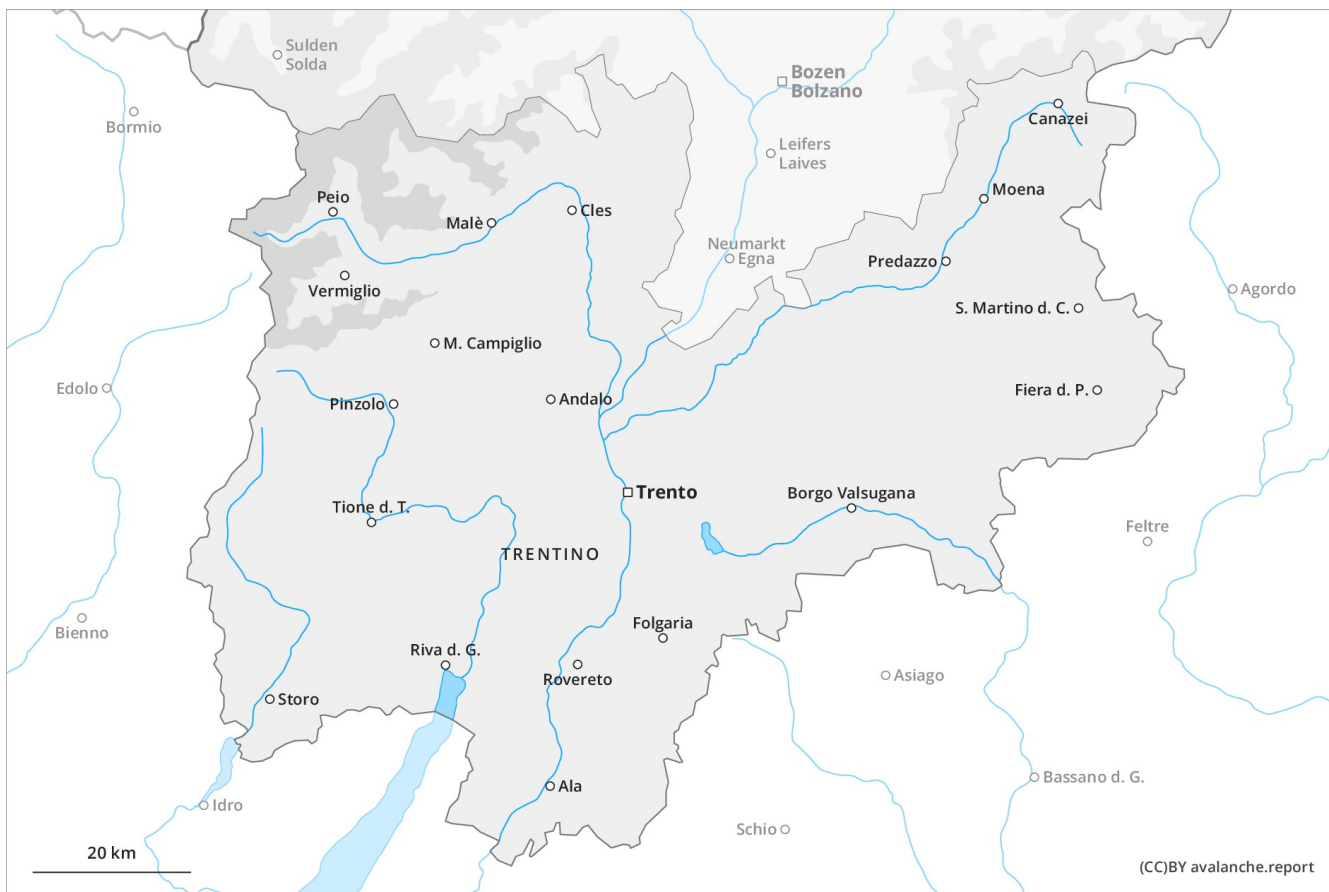 Sulden
Solda
Bozen
Bolzano
Bormio
Canazei
Leifers
Laives
Peio
Moena
Malè
Cles
Neumarkt
Egna
Predazzo
Vermiglio
Agordo
S. Martino d. C.
M. Campiglio
Edolo
Fiera d. P.
Andalo
Pinzolo
Trento
Borgo Valsugana
Tione d. T.
Feltre
TRENTINO
Bienno
Folgaria
Riva d. G.
Asiago
Rovereto
Storo
Bassano d. G.
Ala
Idro
Schio
20 km
(CC)BY avalanche.report